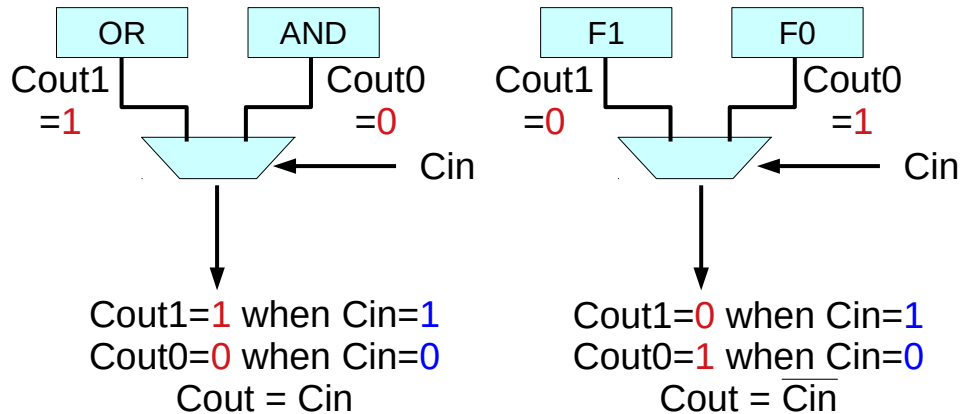 OR AND
Cout1 Cout0
=1 =0
Cin
Cout1=1 when Cin=1
Cout0=0 when Cin=0
Cout = Cin
F1 F0
Cout1 Cout0
=0 =1
Cin
Cout1=0 when Cin=1
Cout0=1 when Cin=0
Cout = C̅i̅n̅